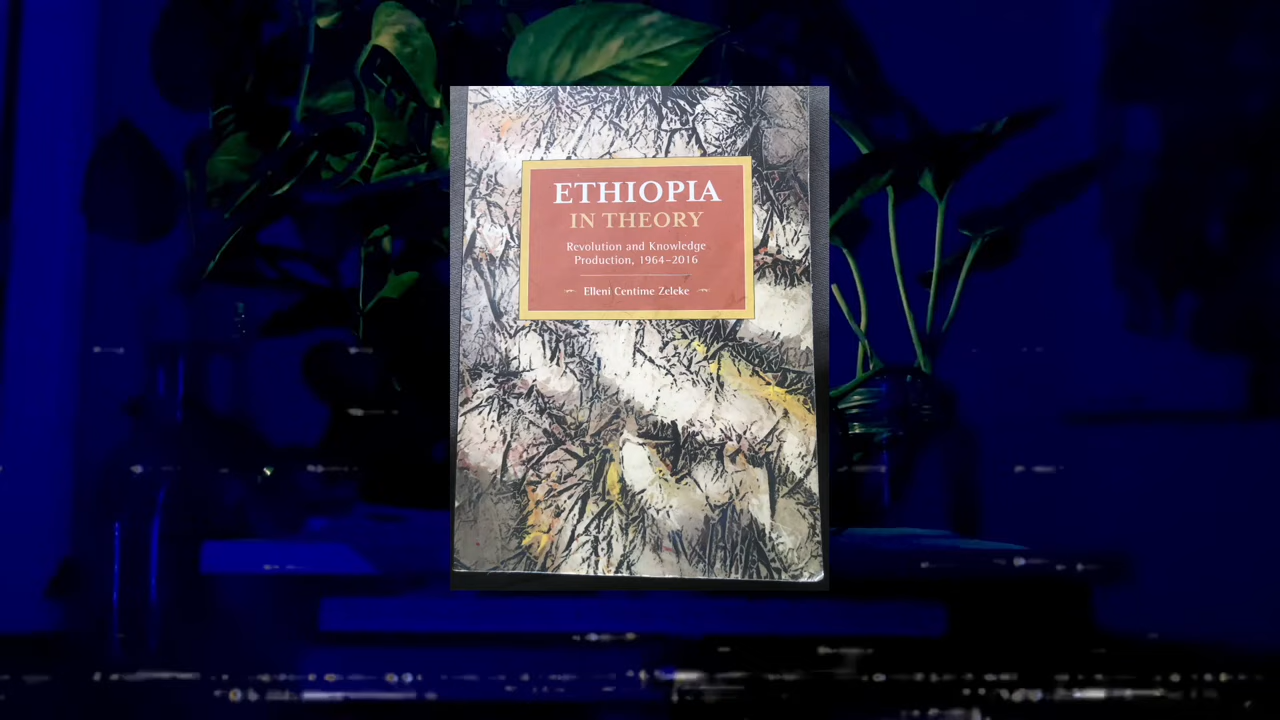 ETHIOPIA
IN THEORY
Revolution and Knowledge
Production, 1964–2016
Elleni Centime Zeleke